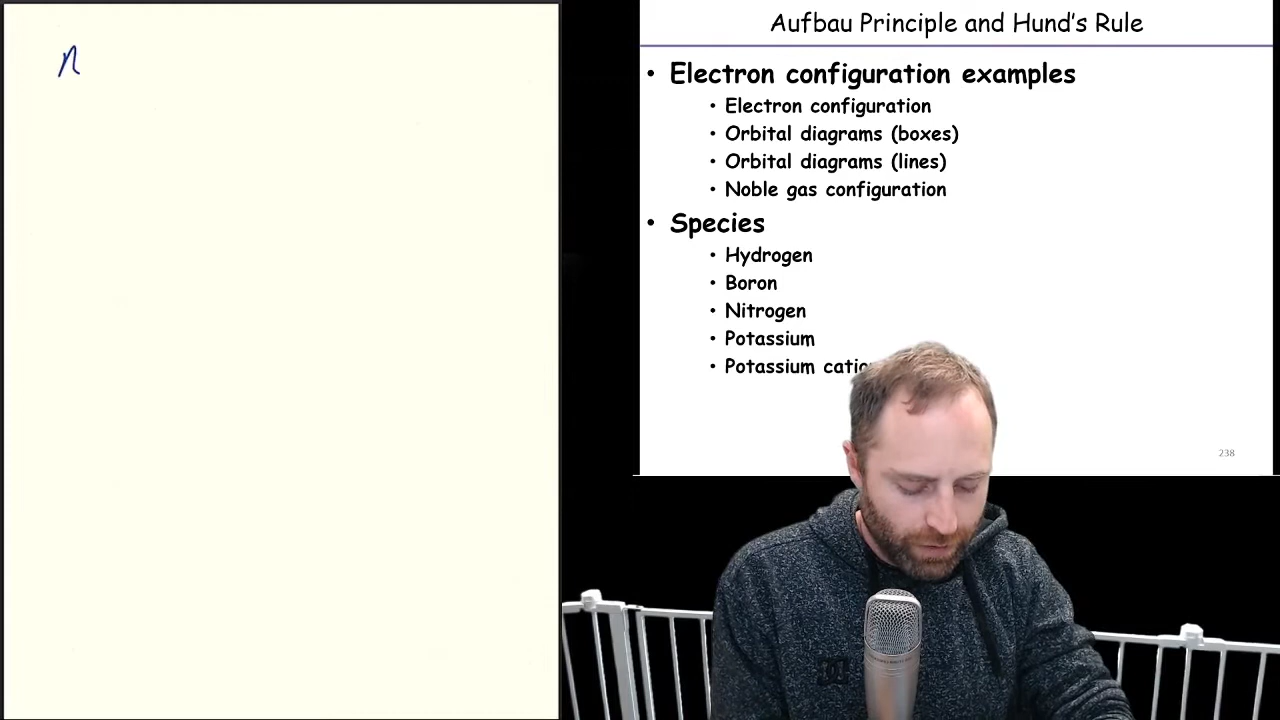 n
Aufbau Principle and Hund's Rule
• Electron configuration examples
• Electron configuration
• Orbital diagrams (boxes)
• Orbital diagrams (lines)
• Noble gas configuration
• Species
• Hydrogen
• Boron
• Nitrogen
• Potassium
• Potassium
238